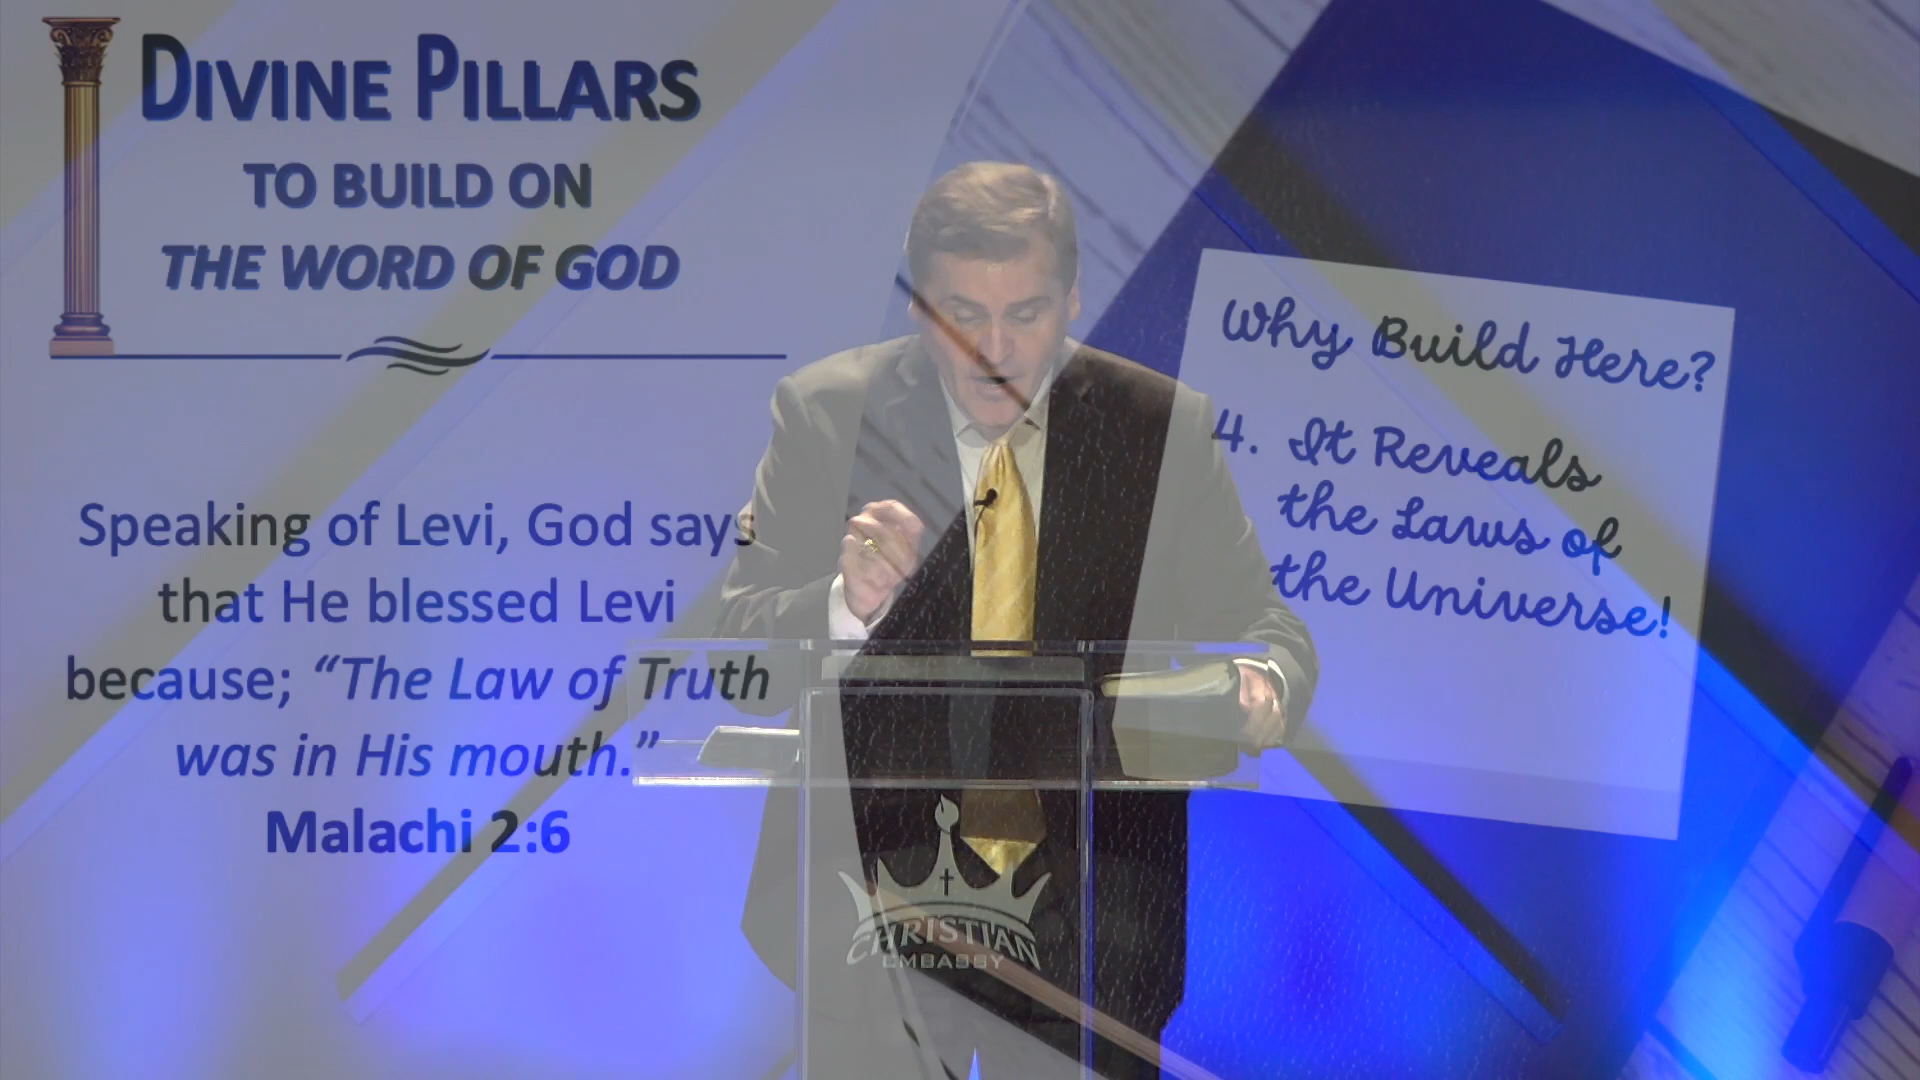 DIVINE PILLARS
TO BUILD ON
THE WORD OF GOD
Speaking of Levi, God says
that He blessed Levi
because; “The Law of Truth
was in His mouth.”
Malachi 2:6
Why Build Here?
4. It Reveals
the Laws of
the Universe!
CHRISTIAN
EMBASSY